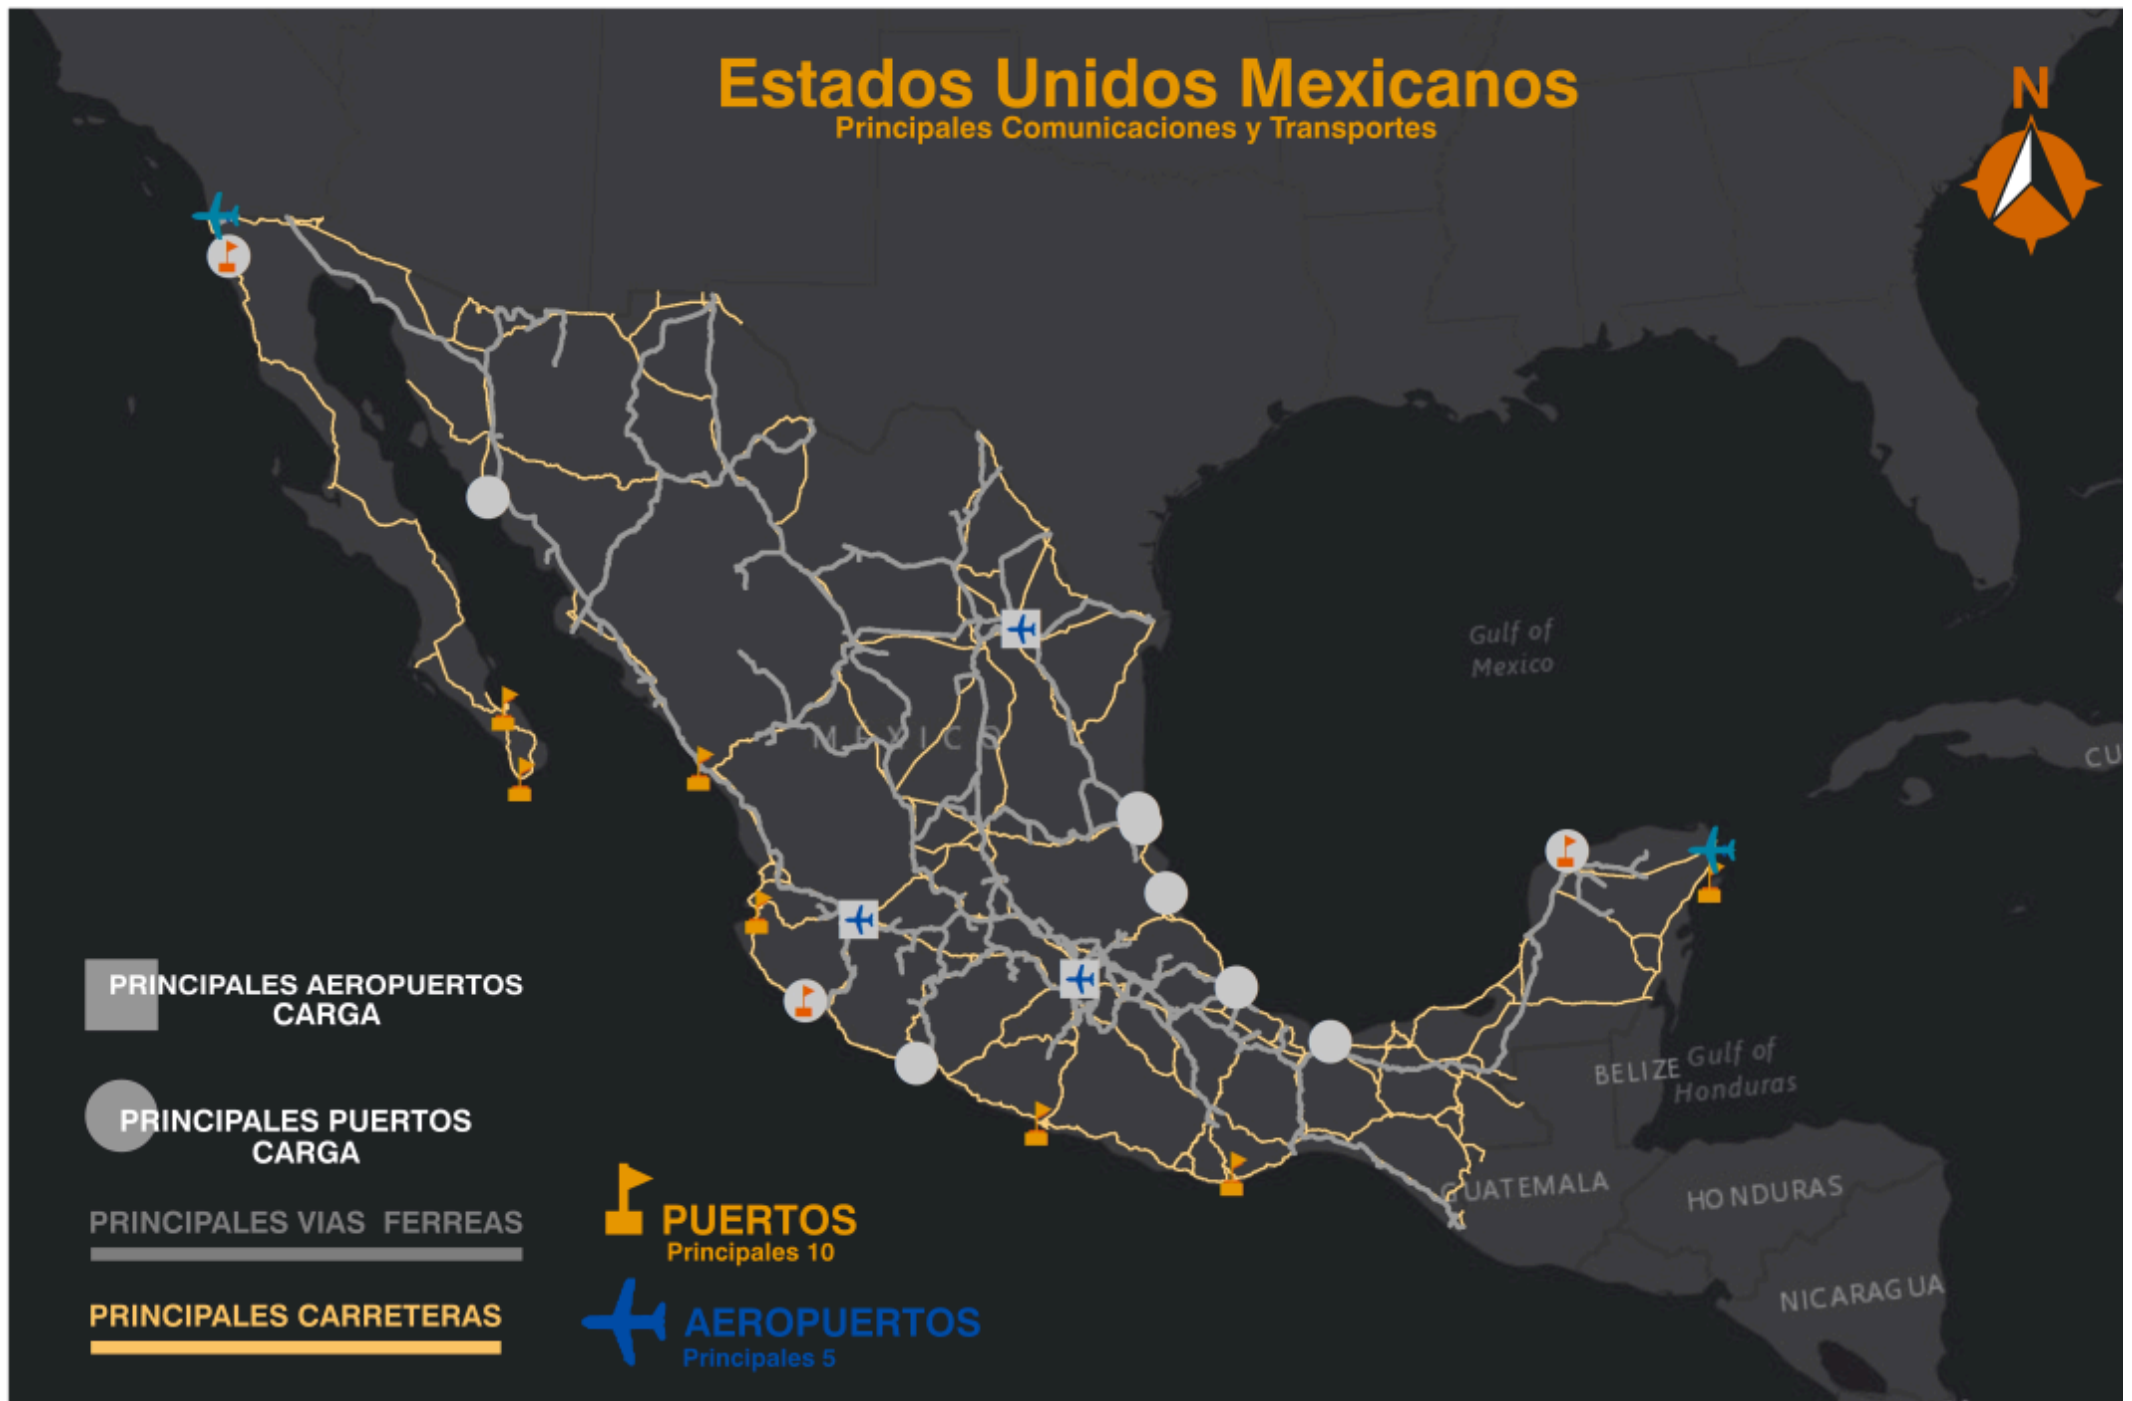 Estados Unidos Mexicanos
Principales Comunicaciones y Transportes
N
Gulf of
Mexico
MEXICO
CU
PRINCIPALES AEROPUERTOS
CARGA
PRINCIPALES PUERTOS
CARGA
BELIZE
Gulf of
Honduras
GUATEMALA
HONDURAS
NICARAGUA
PRINCIPALES VIAS FERREAS
PUERTOS
Principales 10
PRINCIPALES CARRETERAS
AEROPUERTOS
Principales 5